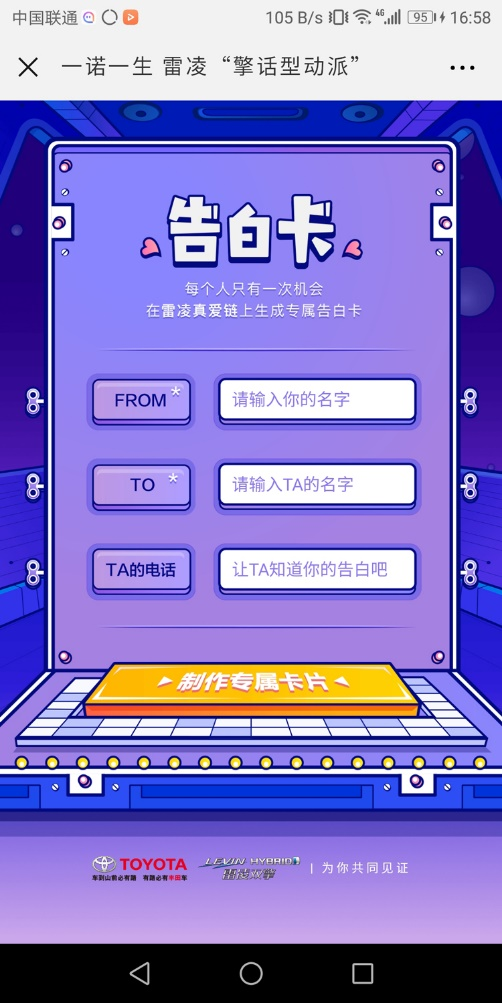 中国联通
105 B/s
46
95
16:58
一诺一生 雷凌“擎话型动派”
告白卡
每个人只有一次机会
在雷凌真爱链上生成专属告白卡
FROM *
请输入你的名字
TO *
请输入TA的名字
TA的电话
让TA知道你的告白吧
制作专属卡片
TOYOTA
车到山前必有路 有路必有丰田车
LEVIN HYBRID
雷凌双擎
| 为你共同见证